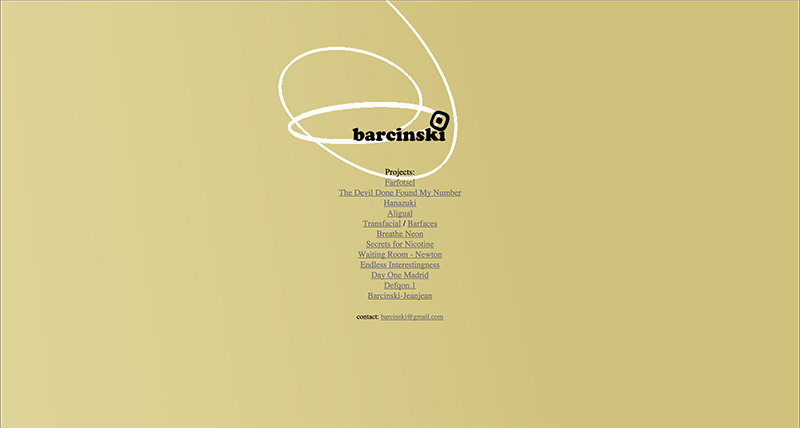 barcinski
Projects:
Farfotsel
The Devil Done Found My Number
Hanazuki
Aligual
Transfacial / Barfaces
Breathe Neon
Secrets for Nicotine
Waiting Room - Newton
Endless Interestingness
Day One Madrid
Defqon.1
Barcinski-Jeanjean
contact: barcinski@gmail.com